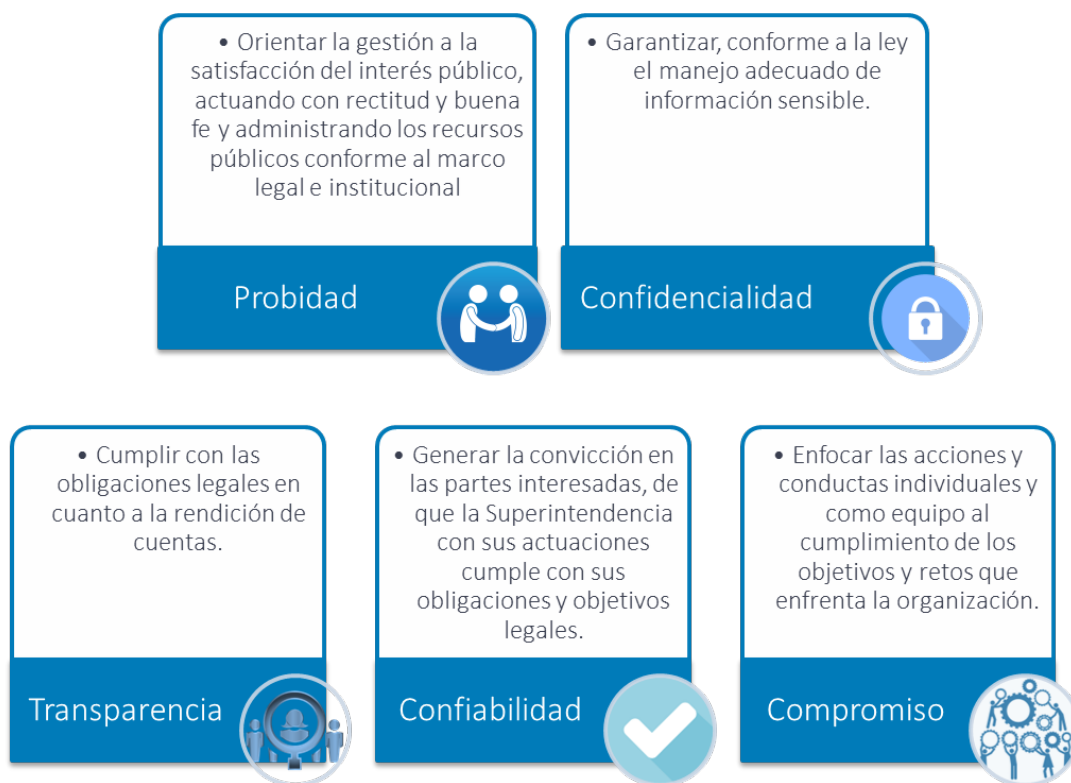 • Orientar la gestión a la
satisfacción del interés público,
actuando con rectitud y buena
fe y administrando los recursos
públicos conforme al marco
legal e institucional
Probidad
• Garantizar, conforme a la ley
el manejo adecuado de
información sensible.
Confidencialidad
• Cumplir con las
obligaciones legales en
cuanto a la rendición de
cuentas.
Transparencia
• Generar la convicción en
las partes interesadas, de
que la Superintendencia
con sus actuaciones
cumple con sus
obligaciones y objetivos
legales.
Confiabilidad
• Enfocar las acciones y
conductas individuales y
como equipo al
cumplimiento de los
objetivos y retos que
enfrenta la organización.
Compromiso